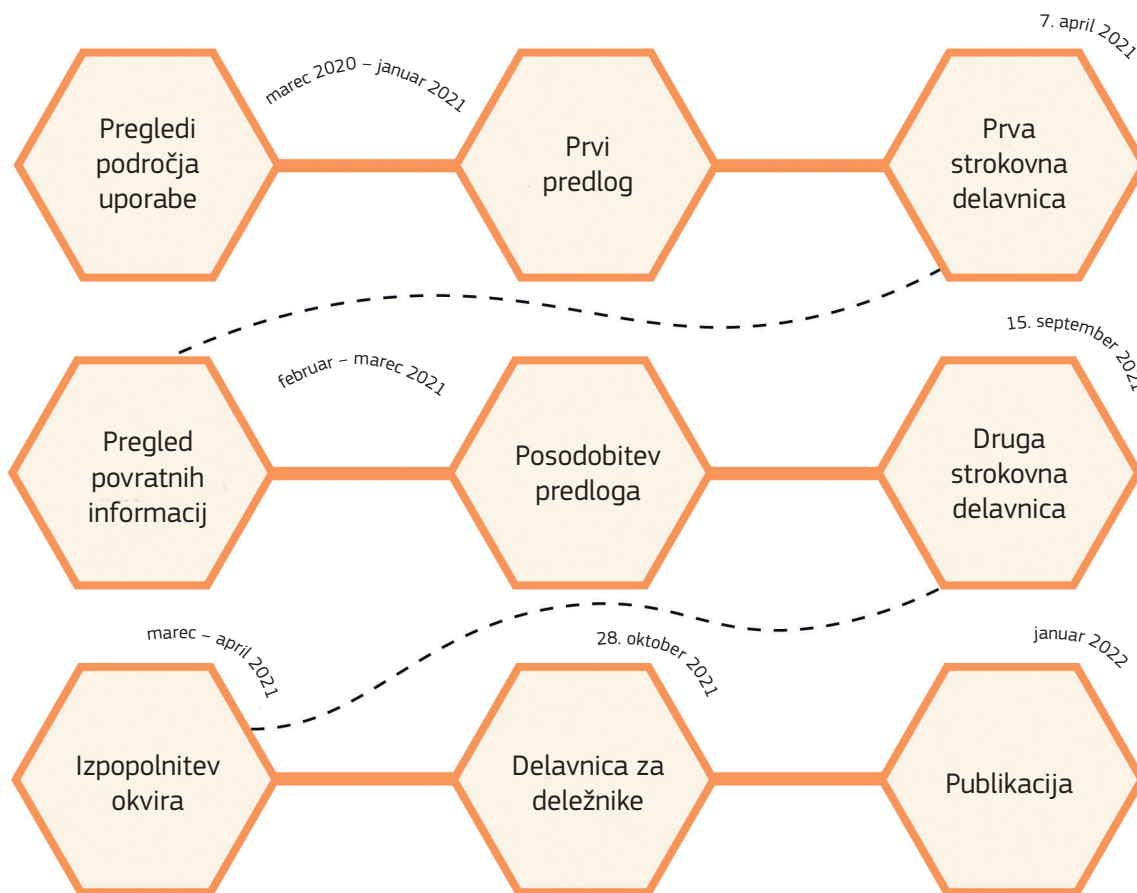 Pregledi
področja
uporabe
marec 2020 – januar 2021
Prvi
predlog
7. april 2021
Prva
strokovna
delavnica
Pregled
povratnih
informacij
februar – marec 2021
Posodobitev
predloga
15. september 2021
Druga
strokovna
delavnica
marec – april 2021
Izpopolnitev
okvira
28. oktober 2021
Delavnica za
deležnike
januar 2022
Publikacija